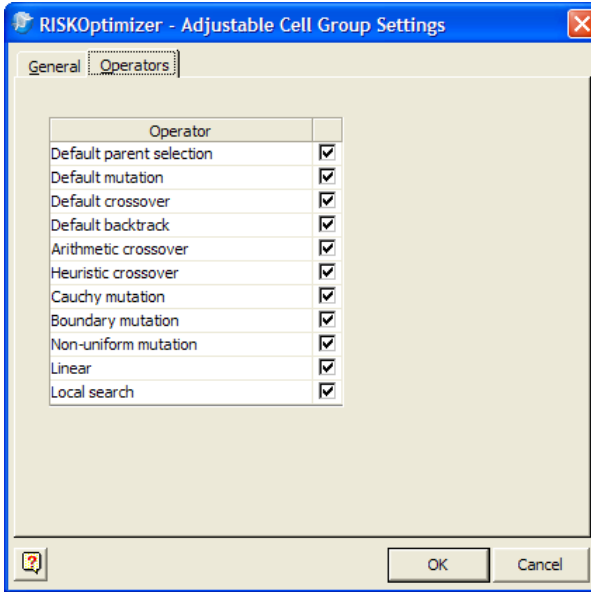 RISKOptimizer - Adjustable Cell Group Settings
General Operators
Operator
Default parent selection
Default mutation
Default crossover
Default backtrack
Arithmetic crossover
Heuristic crossover
Cauchy mutation
Boundary mutation
Non-uniform mutation
Linear
Local search
? OK Cancel